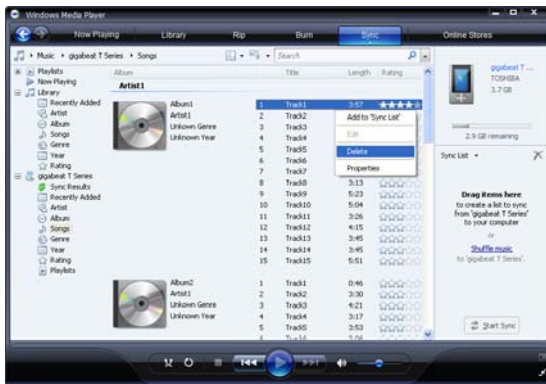 Windows Media Player
Now Playing Library Rip Burn Sync Online Stores
Music gigabeat T Series Songs
Search
Playlists
Now Playing
Library
Recently Added
Artist
Album
Songs
Genre
Year
Rating
gigabeat T Series
Sync Results
Recently Added
Artist
Album
Songs
Genre
Year
Rating
Playlists
Album Title Length Rating
Artist1
Album1
Artist1
Unkown Genre
Unknown Year
1 Track1 3:57
2 Track2
3 Track3
4 Track4
5 Track5
6 Track6
7 Track7
8 Track8 3:13
9 Track9 5:23
10 Track10 5:04
11 Track11 3:26
12 Track12 4:15
13 Track13 3:45
14 Track14 3:45
15 Track15 5:51
Add to 'Sync List'
Edit
Delete
Properties
Album2
Artist1
Unkown Genre
Unknown Year
1 Track1 0:46
2 Track2 3:30
3 Track3 4:21
4 Track4 3:17
5 Track5 3:53
gigabeat T ...
TOSHIBA
3.7 GB
2.9 GB remaining
Sync List
Drag items here
to create a list to sync
from 'gigabeat T Series'
to your computer
or
Shuffle music
to 'gigabeat T Series'.
Start Sync